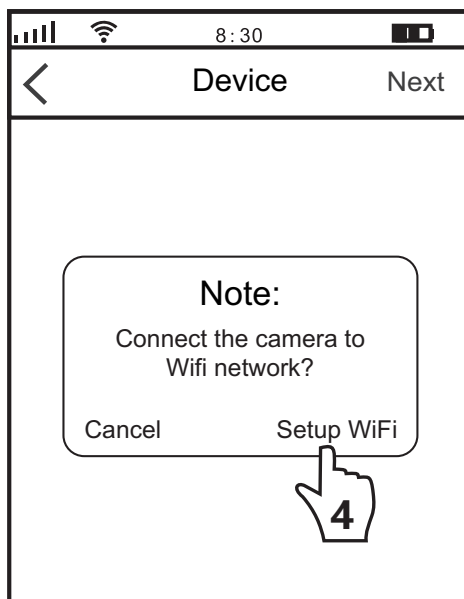 8:30
Device Next
Note:
Connect the camera to
Wifi network?
Cancel Setup WiFi
4